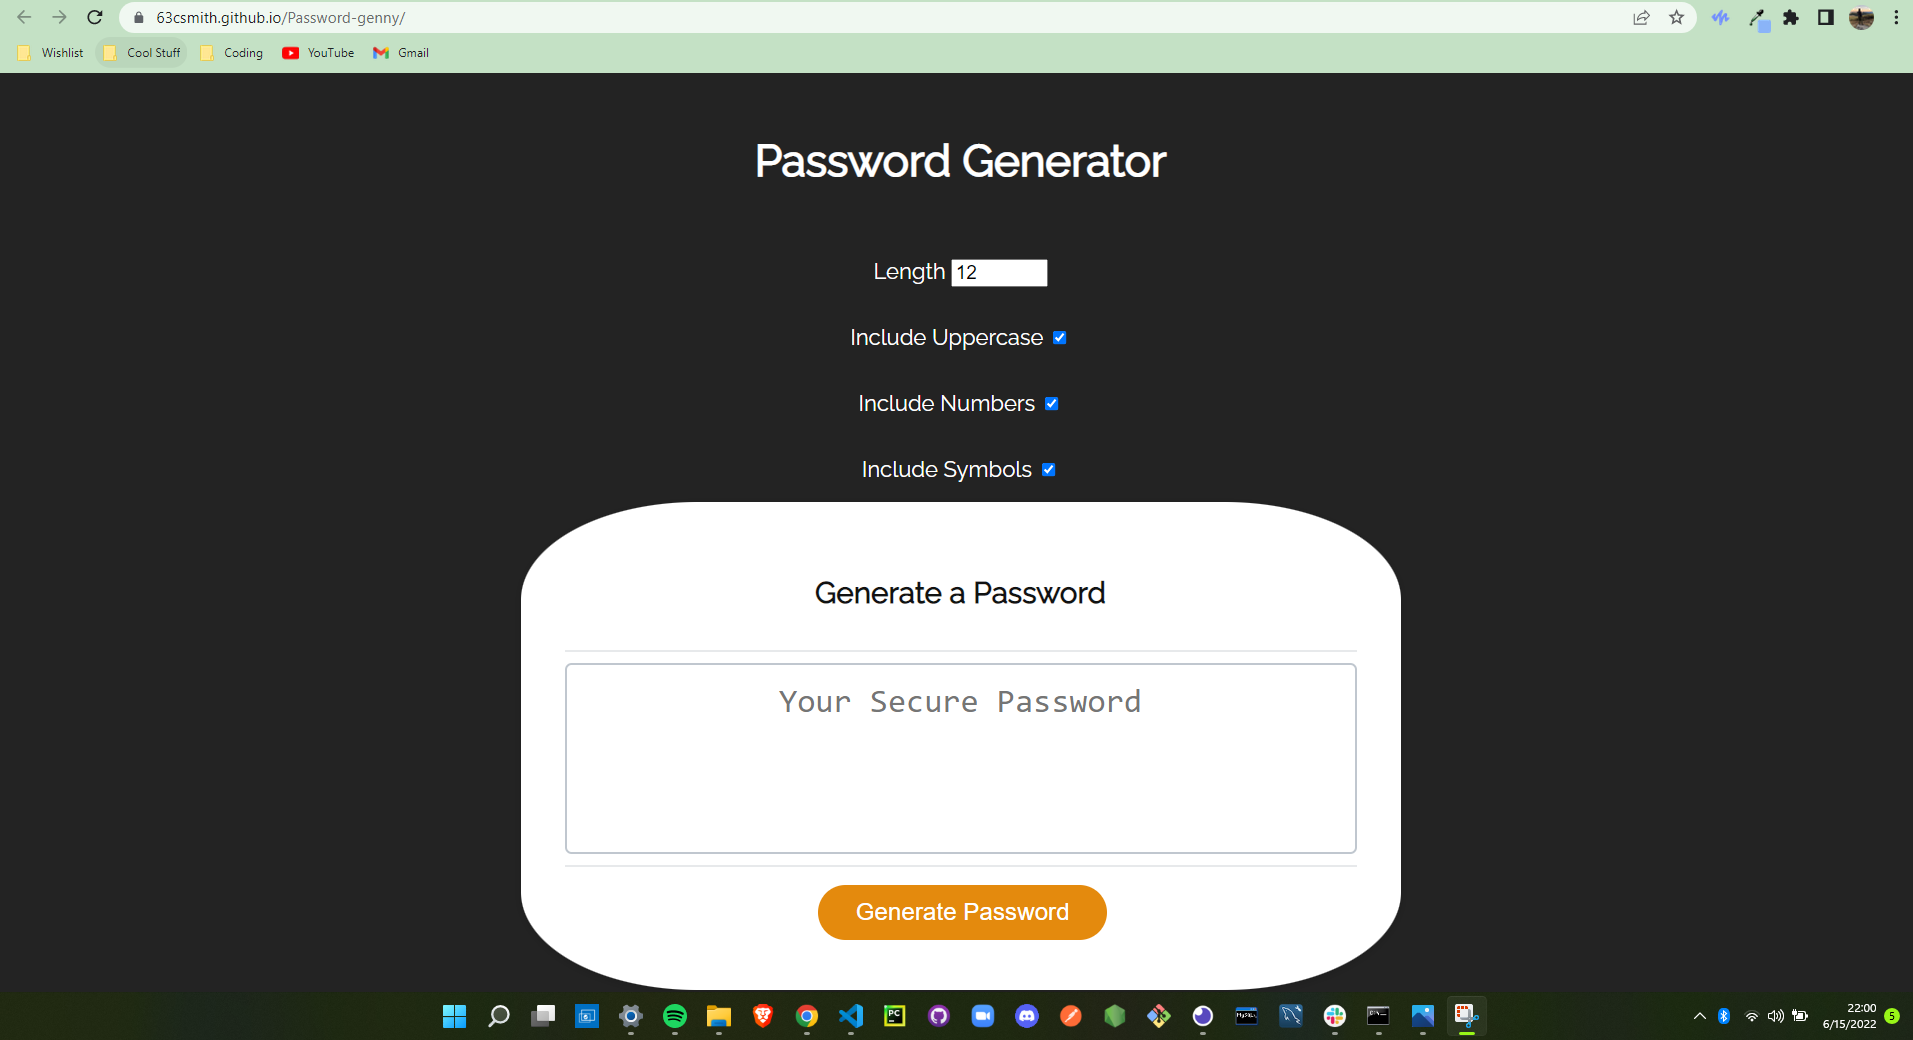 63csmith.github.io/Password-genny/
Wishlist Cool Stuff Coding YouTube Gmail
Password Generator
Length 12
Include Uppercase
Include Numbers
Include Symbols
Generate a Password
Your Secure Password
Generate Password
PC
22:00
6/15/2022 5